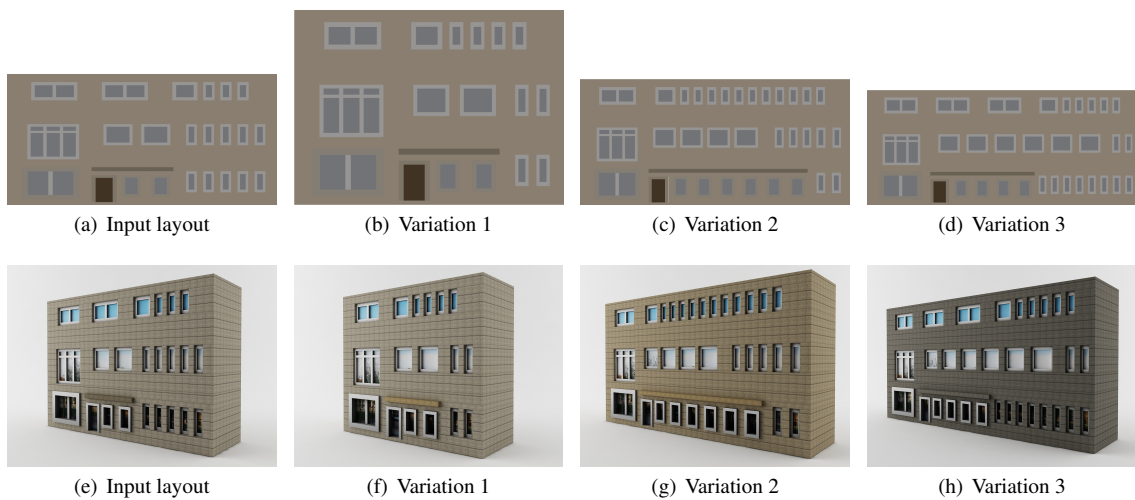 (a) Input layout
(b) Variation 1
(c) Variation 2
(d) Variation 3
(e) Input layout
(f) Variation 1
(g) Variation 2
(h) Variation 3